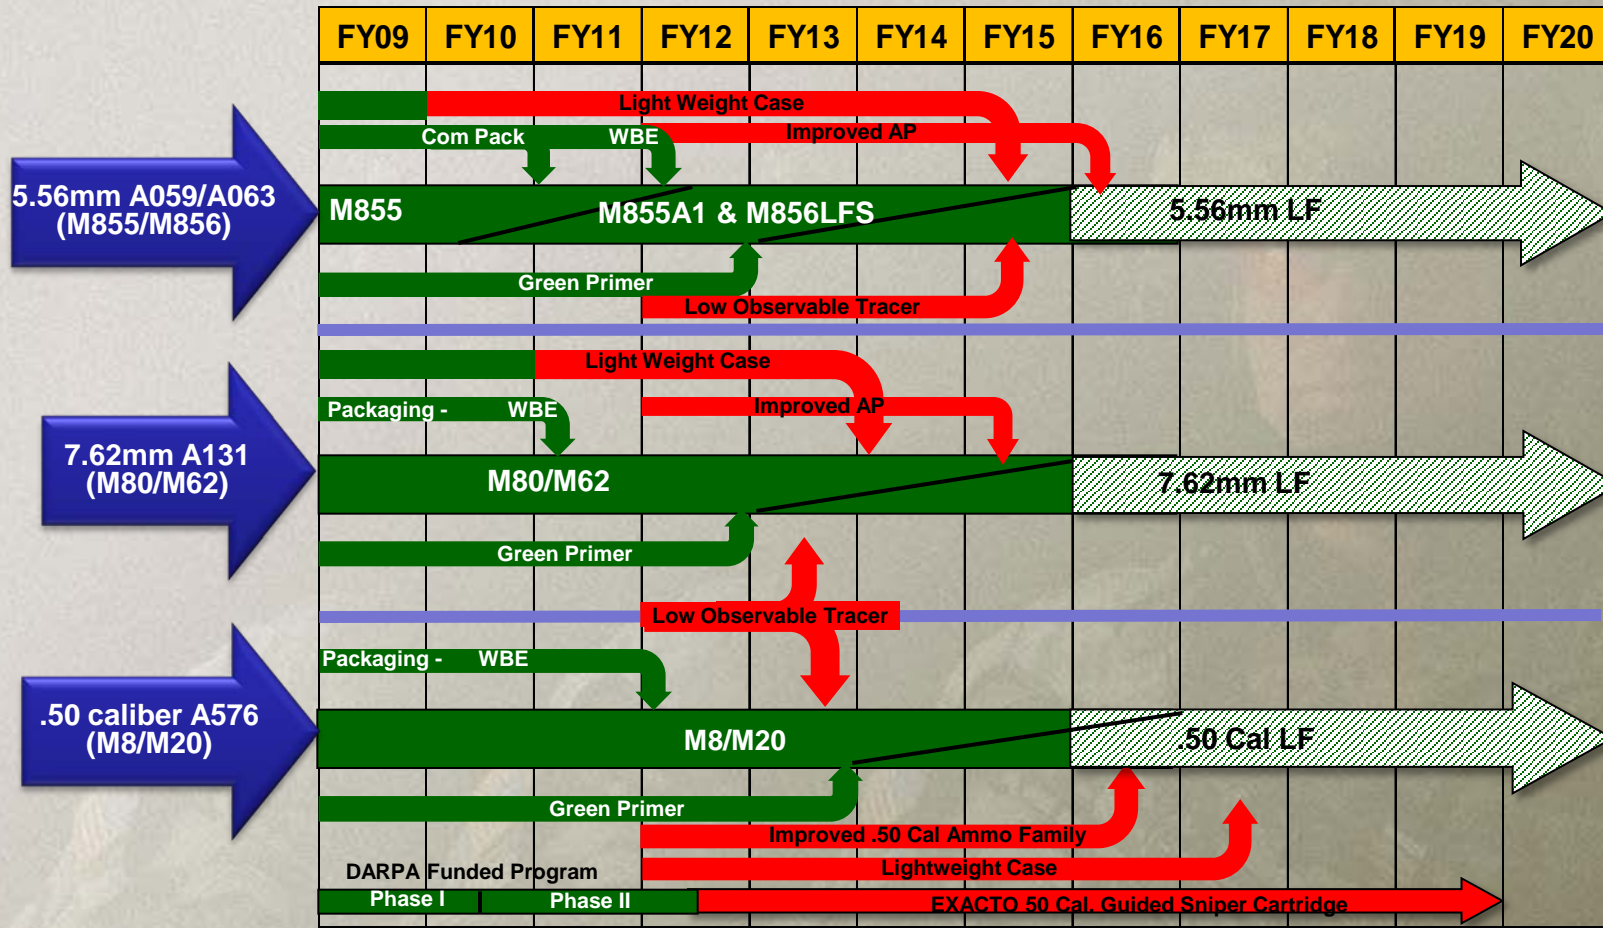 FY09 FY10 FY11 FY12 FY13 FY14 FY15 FY16 FY17 FY18 FY19 FY20
Light Weight Case
Com Pack WBE Improved AP
5.56mm A059/A063
(M855/M856)
M855 M855A1 & M856LFS 5.56mm LF
Green Primer
Low Observable Tracer
Light Weight Case
Packaging - WBE Improved AP
7.62mm A131
(M80/M62)
M80/M62 7.62mm LF
Green Primer
Low Observable Tracer
Packaging - WBE
.50 caliber A576
(M8/M20)
M8/M20 .50 Cal LF
Green Primer
Improved .50 Cal Ammo Family
DARPA Funded Program Lightweight Case
Phase I Phase II EXACTO 50 Cal. Guided Sniper Cartridge